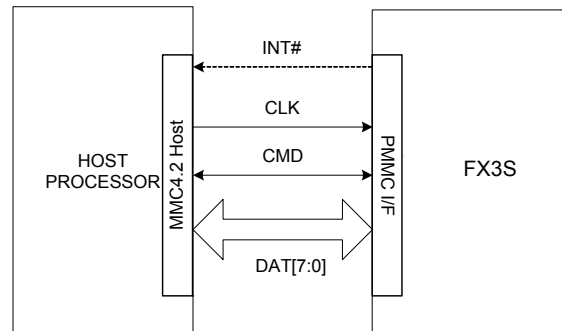 INT#
CLK
CMD
DAT[7:0]
HOST
PROCESSOR
MMC4.2 Host
PMMC I/F
FX3S